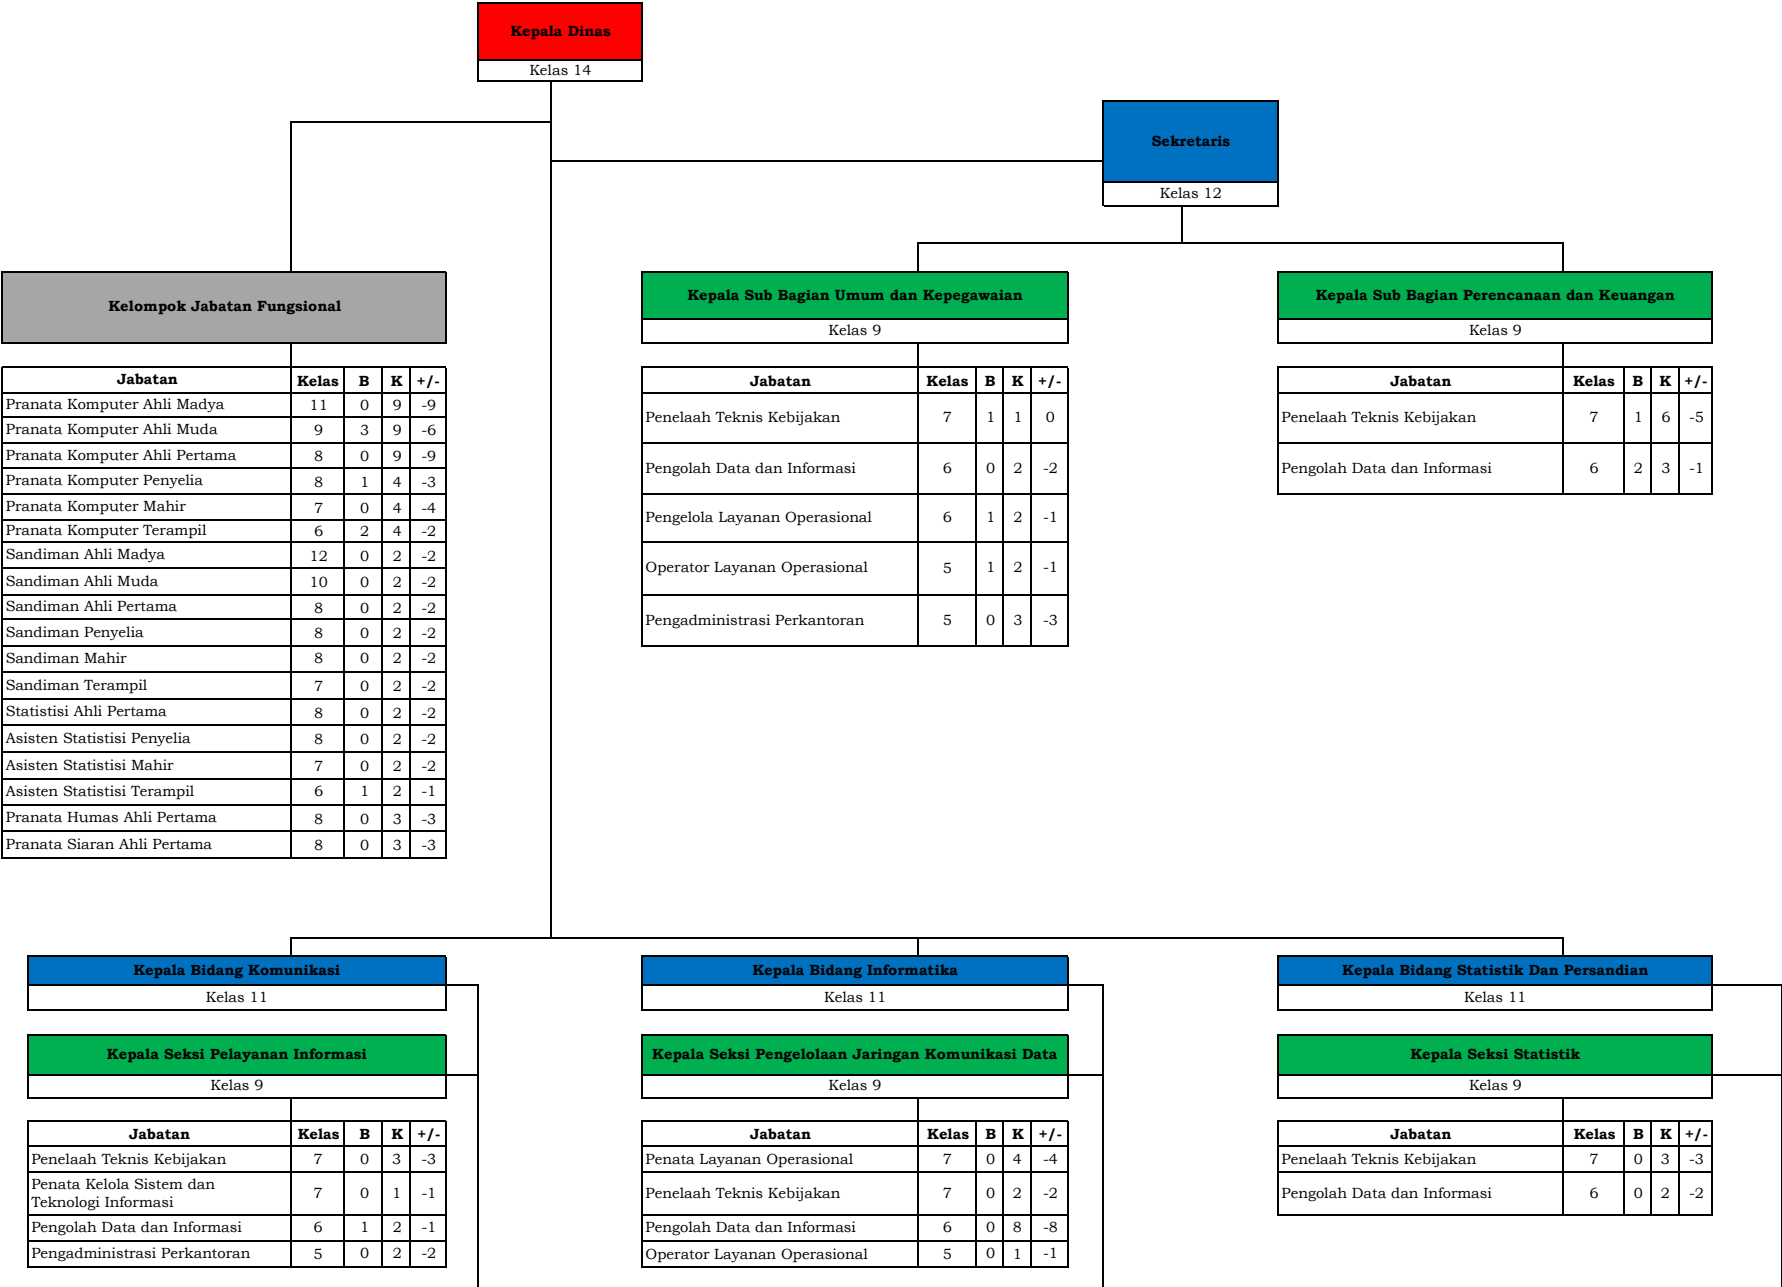 Kepala Dinas
Kelas 14
Sekretaris
Kelas 12
Kelompok Jabatan Fungsional
Jabatan Kelas B K +/-
Pranata Komputer Ahli Madya 11 0 9 -9
Pranata Komputer Ahli Muda 9 3 9 -6
Pranata Komputer Ahli Pertama 8 0 9 -9
Pranata Komputer Penyelia 8 1 4 -3
Pranata Komputer Mahir 7 0 4 -4
Pranata Komputer Terampil 6 2 4 -2
Sandiman Ahli Madya 12 0 2 -2
Sandiman Ahli Muda 10 0 2 -2
Sandiman Ahli Pertama 8 0 2 -2
Sandiman Penyelia 8 0 2 -2
Sandiman Mahir 8 0 2 -2
Sandiman Terampil 7 0 2 -2
Statistisi Ahli Pertama 8 0 2 -2
Asisten Statistisi Penyelia 8 0 2 -2
Asisten Statistisi Mahir 7 0 2 -2
Asisten Statistisi Terampil 6 1 2 -1
Pranata Humas Ahli Pertama 8 0 3 -3
Pranata Siaran Ahli Pertama 8 0 3 -3
Kepala Sub Bagian Umum dan Kepegawaian
Kelas 9
Jabatan Kelas B K +/-
Penelaah Teknis Kebijakan 7 1 1 0
Pengolah Data dan Informasi 6 0 2 -2
Pengelola Layanan Operasional 6 1 2 -1
Operator Layanan Operasional 5 1 2 -1
Pengadministrasi Perkantoran 5 0 3 -3
Kepala Sub Bagian Perencanaan dan Keuangan
Kelas 9
Jabatan Kelas B K +/-
Penelaah Teknis Kebijakan 7 1 6 -5
Pengolah Data dan Informasi 6 2 3 -1
Kepala Bidang Komunikasi
Kelas 11
Kepala Seksi Pelayanan Informasi
Kelas 9
Jabatan Kelas B K +/-
Penelaah Teknis Kebijakan 7 0 3 -3
Penata Kelola Sistem dan
Teknologi Informasi 7 0 1 -1
Pengolah Data dan Informasi 6 1 2 -1
Pengadministrasi Perkantoran 5 0 2 -2
Kepala Bidang Informatika
Kelas 11
Kepala Seksi Pengelolaan Jaringan Komunikasi Data
Kelas 9
Jabatan Kelas B K +/-
Penata Layanan Operasional 7 0 4 -4
Penelaah Teknis Kebijakan 7 0 2 -2
Pengolah Data dan Informasi 6 0 8 -8
Operator Layanan Operasional 5 0 1 -1
Kepala Bidang Statistik Dan Persandian
Kelas 11
Kepala Seksi Statistik
Kelas 9
Jabatan Kelas B K +/-
Penelaah Teknis Kebijakan 7 0 3 -3
Pengolah Data dan Informasi 6 0 2 -2